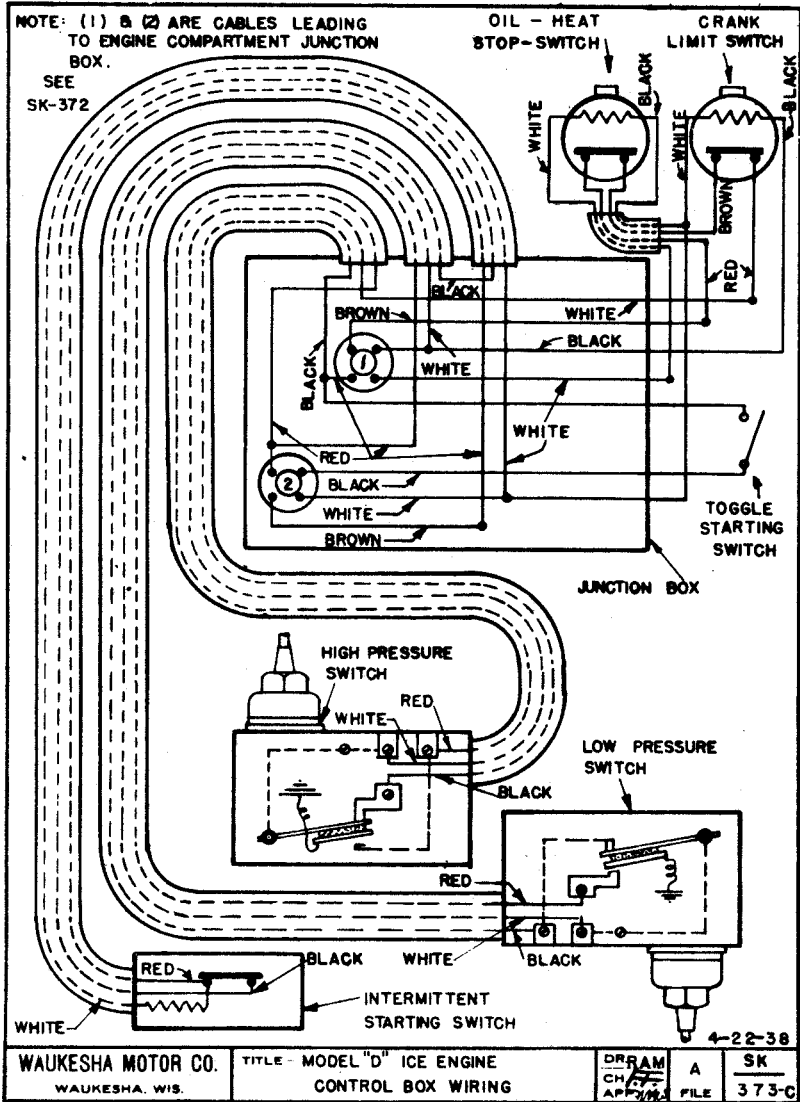 NOTE: (1) & (2) ARE CABLES LEADING
TO ENGINE COMPARTMENT JUNCTION
BOX.
SEE
SK-372
OIL - HEAT
STOP-SWITCH
CRANK
LIMIT SWITCH
WHITE
BLACK
WHITE
BLACK
BROWN
RED
BLACK
BROWN
WHITE
BLACK
1
WHITE
BLACK
WHITE
RED
2
BLACK
WHITE
BROWN
TOGGLE
STARTING
SWITCH
JUNCTION BOX
HIGH PRESSURE
SWITCH
RED
WHITE
BLACK
LOW PRESSURE
SWITCH
RED
WHITE
BLACK
RED
BLACK
WHITE
INTERMITTENT
STARTING SWITCH
4-22-38
WAUKESHA MOTOR CO.
WAUKESHA, WIS.
TITLE - MODEL "D" ICE ENGINE
CONTROL BOX WIRING
DR. RAM
CH.
APP.
A
FILE
SK
373-C